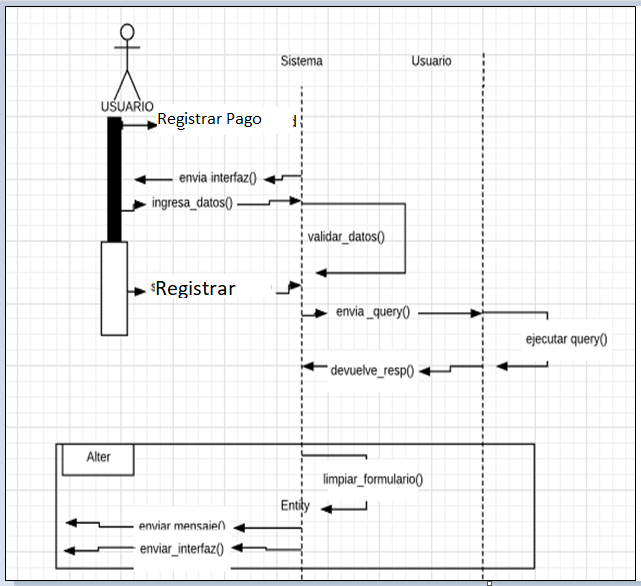 Sistema
Usuario
USUARIO
Registrar Pago
envia interfaz()
ingresa_datos()
validar_datos()
Registrar
envia _query()
ejecutar query()
devuelve_resp()
Alter
limpiar_formulario()
Entity
enviar mensaje()
enviar_interfaz()